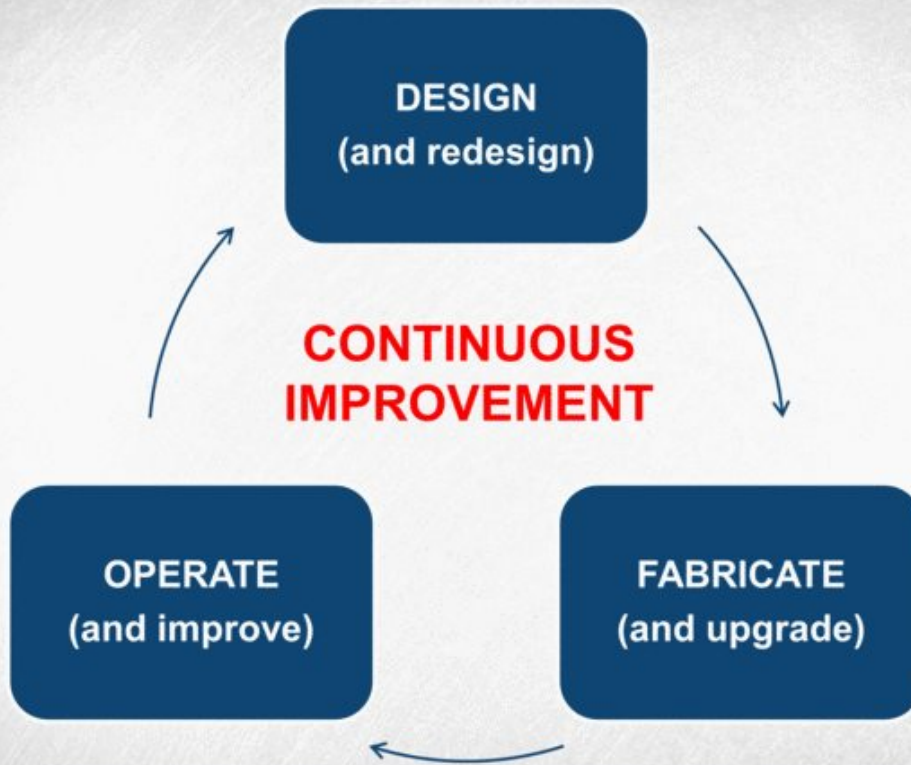 DESIGN
(and redesign)
CONTINUOUS
IMPROVEMENT
OPERATE
(and improve)
FABRICATE
(and upgrade)